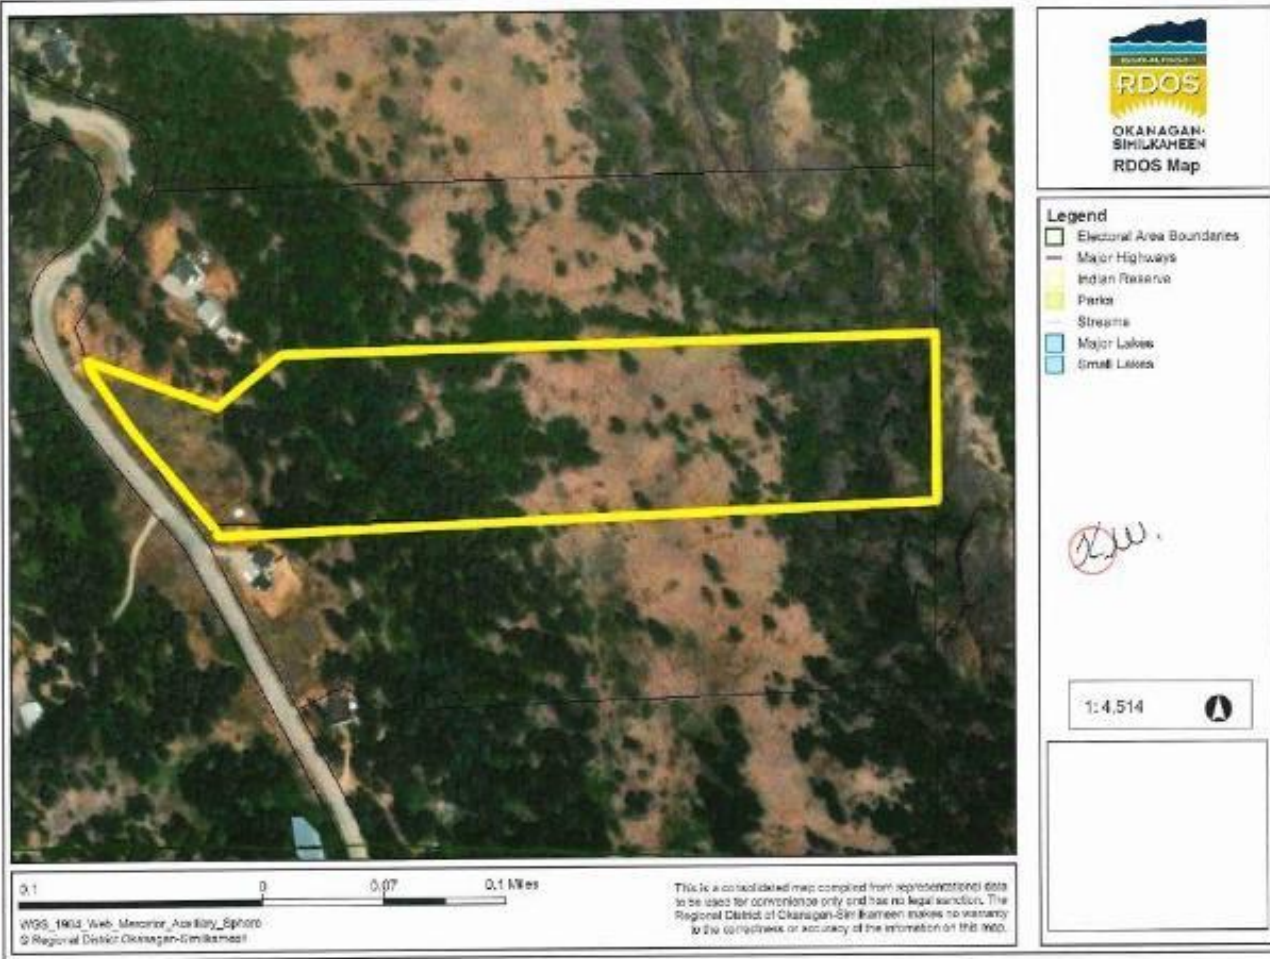 RDOS
OKANAGAN-
SIMILKAMEEN
RDOS Map
Legend
Electoral Area Boundaries
Major Highways
Indian Reserve
Parks
Streams
Major Lakes
Small Lakes
1: 4,514
0.1 0 0.07 0.1 Miles
WGS_1984_Web_Mercator_Auxiliary_Sphere
© Regional District Okanagan-Similkameen
This is a consolidated map compiled from representational data
to be used for convenience only and has no legal sanction. The
Regional District of Okanagan-Similkameen makes no warranty
to the correctness or accuracy of the information on this map.